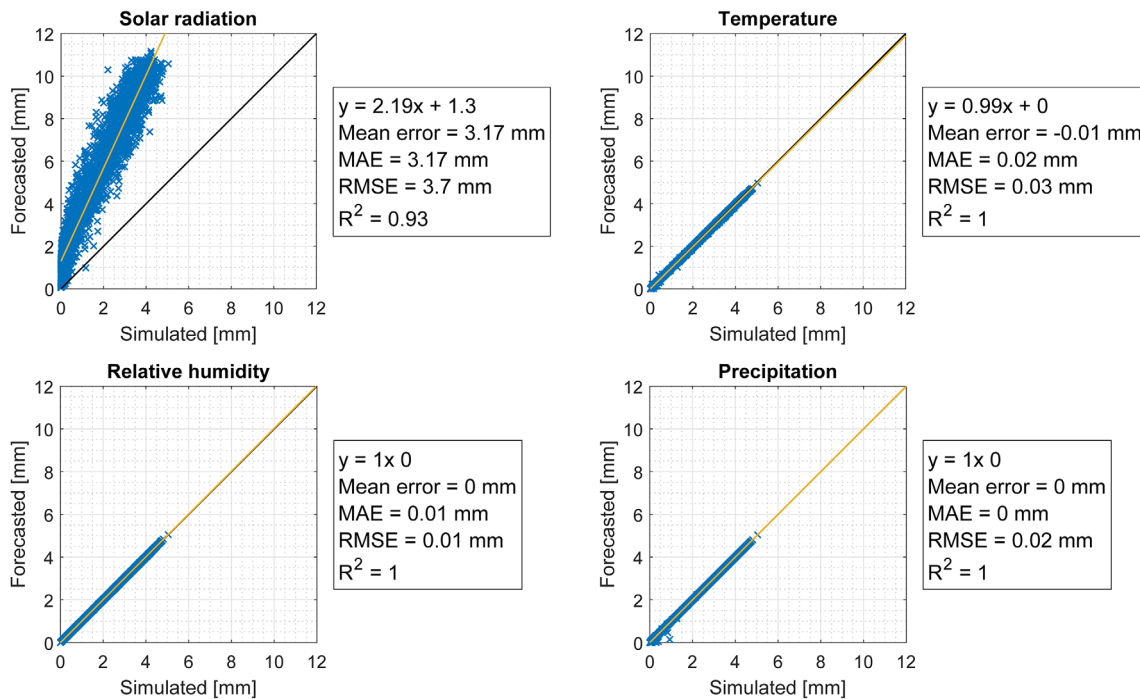 Solar radiation
12
10
8
6
4
2
0
Forecasted [mm]
0 2 4 6 8 10 12
Simulated [mm]
y = 2.19x + 1.3
Mean error = 3.17 mm
MAE = 3.17 mm
RMSE = 3.7 mm
R² = 0.93
Temperature
12
10
8
6
4
2
0
Forecasted [mm]
0 2 4 6 8 10 12
Simulated [mm]
y = 0.99x + 0
Mean error = -0.01 mm
MAE = 0.02 mm
RMSE = 0.03 mm
R² = 1
Relative humidity
12
10
8
6
4
2
0
Forecasted [mm]
0 2 4 6 8 10 12
Simulated [mm]
y = 1x 0
Mean error = 0 mm
MAE = 0.01 mm
RMSE = 0.01 mm
R² = 1
Precipitation
12
10
8
6
4
2
0
Forecasted [mm]
0 2 4 6 8 10 12
Simulated [mm]
y = 1x 0
Mean error = 0 mm
MAE = 0 mm
RMSE = 0.02 mm
R² = 1